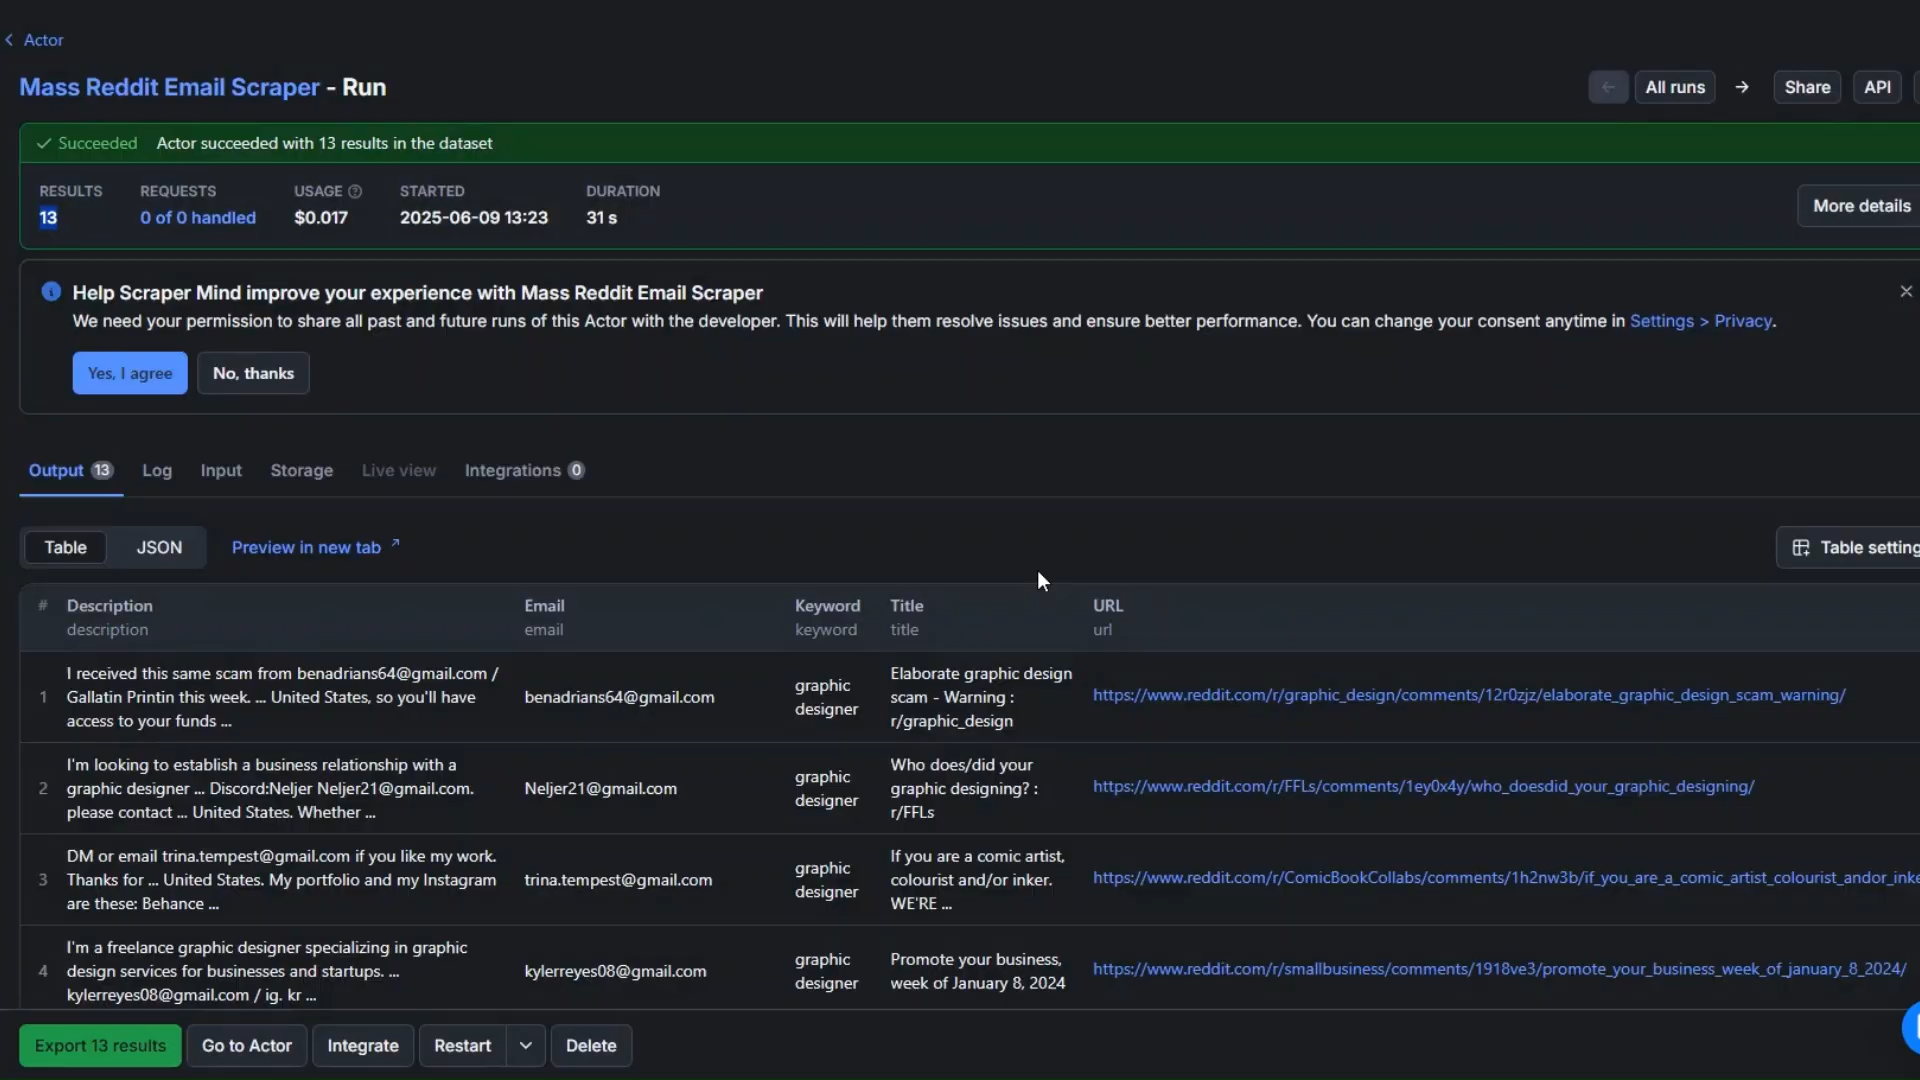 Actor
Mass Reddit Email Scraper - Run
All runs
Share
API
Succeeded Actor succeeded with 13 results in the dataset
RESULTS REQUESTS USAGE STARTED DURATION
13 0 of 0 handled $0.017 2025-06-09 13:23 31 s
More details
Help Scraper Mind improve your experience with Mass Reddit Email Scraper
We need your permission to share all past and future runs of this Actor with the developer. This will help them resolve issues and ensure better performance. You can change your consent anytime in Settings > Privacy.
Yes, I agree No, thanks
Output 13 Log Input Storage Live view Integrations 0
Table JSON Preview in new tab
Table setting
# Description Email Keyword Title URL
description email keyword title url
1
I received this same scam from benadrians64@gmail.com /
Gallatin Printin this week. ... United States, so you'll have
access to your funds ...
benadrians64@gmail.com
graphic
designer
Elaborate graphic design
scam - Warning :
r/graphic_design
https://www.reddit.com/r/graphic_design/comments/12r0zjz/elaborate_graphic_design_scam_warning/
2
I'm looking to establish a business relationship with a
graphic designer ... Discord:Neljer Neljer21@gmail.com.
please contact ... United States. Whether ...
Neljer21@gmail.com
graphic
designer
Who does/did your
graphic designing? :
r/FFLs
https://www.reddit.com/r/FFLs/comments/1ey0x4y/who_doesdid_your_graphic_designing/
3
DM or email trina.tempest@gmail.com if you like my work.
Thanks for ... United States. My portfolio and my Instagram
are these: Behance ...
trina.tempest@gmail.com
graphic
designer
If you are a comic artist,
colourist and/or inker.
WE'RE ...
https://www.reddit.com/r/ComicBookCollabs/comments/1h2nw3b/if_you_are_a_comic_artist_colourist_andor_inke
4
I'm a freelance graphic designer specializing in graphic
design services for businesses and startups. ...
kylerreyes08@gmail.com / ig. kr ...
kylerreyes08@gmail.com
graphic
designer
Promote your business,
week of January 8, 2024
https://www.reddit.com/r/smallbusiness/comments/1918ve3/promote_your_business_week_of_january_8_2024/
Export 13 results Go to Actor Integrate Restart Delete